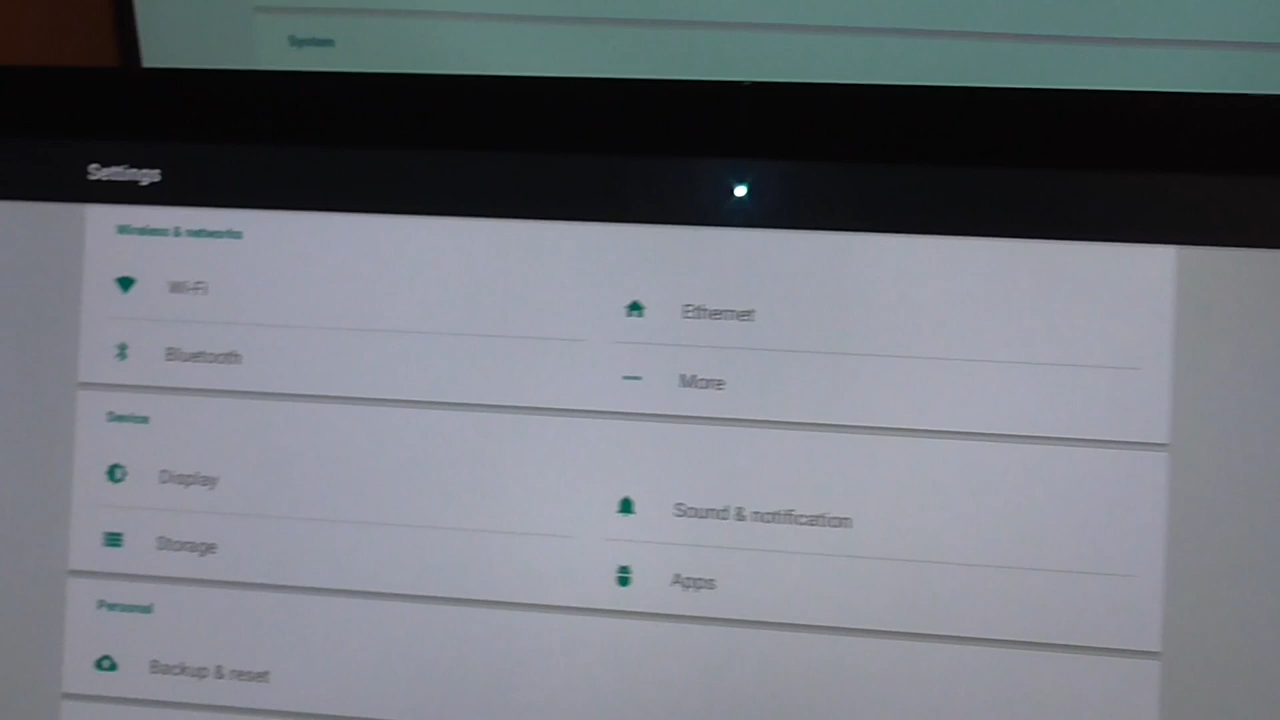 System
Settings
Wireless & networks
Wi-Fi
Ethernet
Bluetooth
More
Device
Display
Sound & notification
Storage
Apps
Personal
Backup & reset